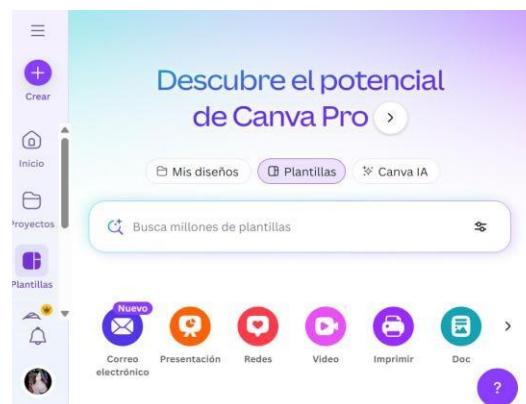 Crear
Inicio
Proyectos
Plantillas
Descubre el potencial
de Canva Pro
Mis diseños
Plantillas
Canva IA
Busca millones de plantillas
Nuevo
Correo
electrónico
Presentación
Redes
Video
Imprimir
Doc
?